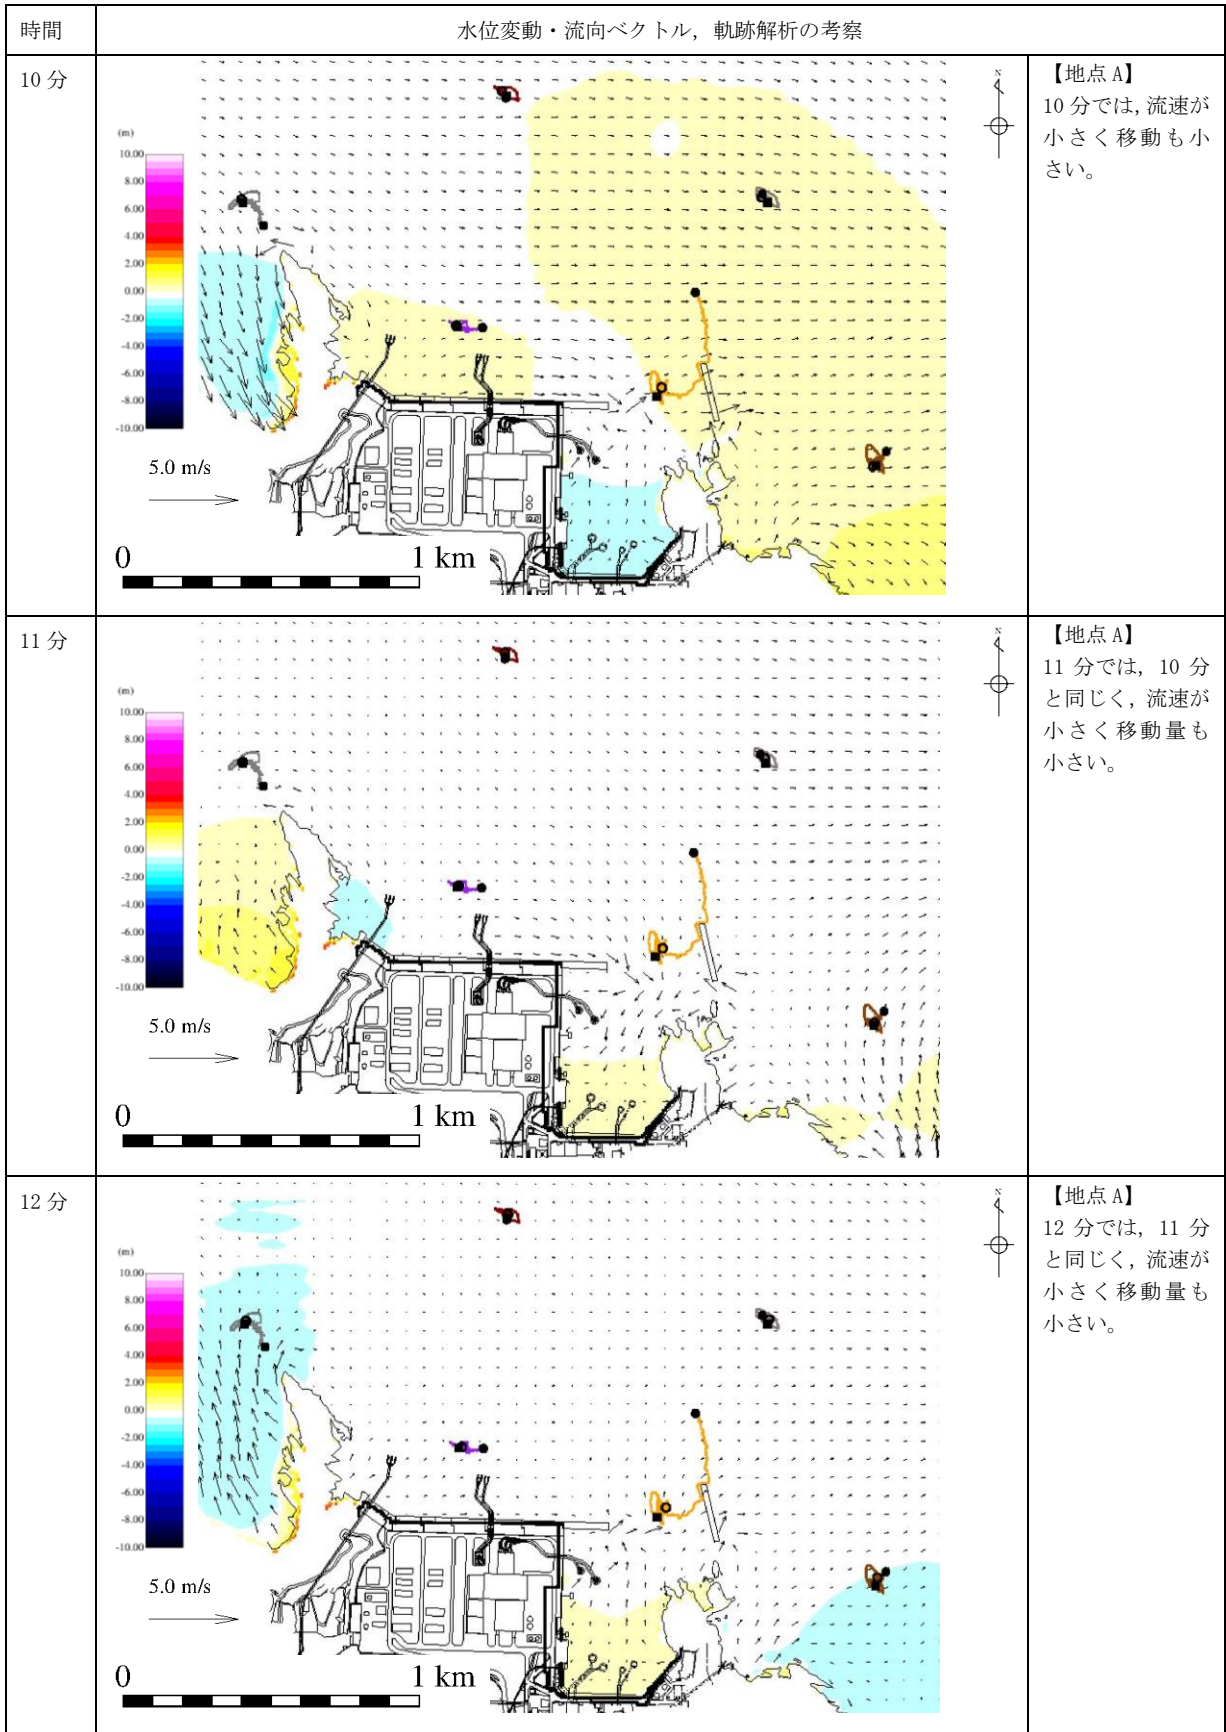 時間
水位変動・流向ベクトル，軌跡解析の考察
10 分
N
(m)
10.00
8.00
6.00
4.00
2.00
0.00
-2.00
-4.00
-6.00
-8.00
-10.00
5.0 m/s
0
1 km
【地点 A】
10 分では，流速が
小さく移動も小
さい。
11 分
N
(m)
10.00
8.00
6.00
4.00
2.00
0.00
-2.00
-4.00
-6.00
-8.00
-10.00
5.0 m/s
0
1 km
【地点 A】
11 分では，10 分
と同じく，流速が
小さく移動量も
小さい。
12 分
N
(m)
10.00
8.00
6.00
4.00
2.00
0.00
-2.00
-4.00
-6.00
-8.00
-10.00
5.0 m/s
0
1 km
【地点 A】
12 分では，11 分
と同じく，流速が
小さく移動量も
小さい。